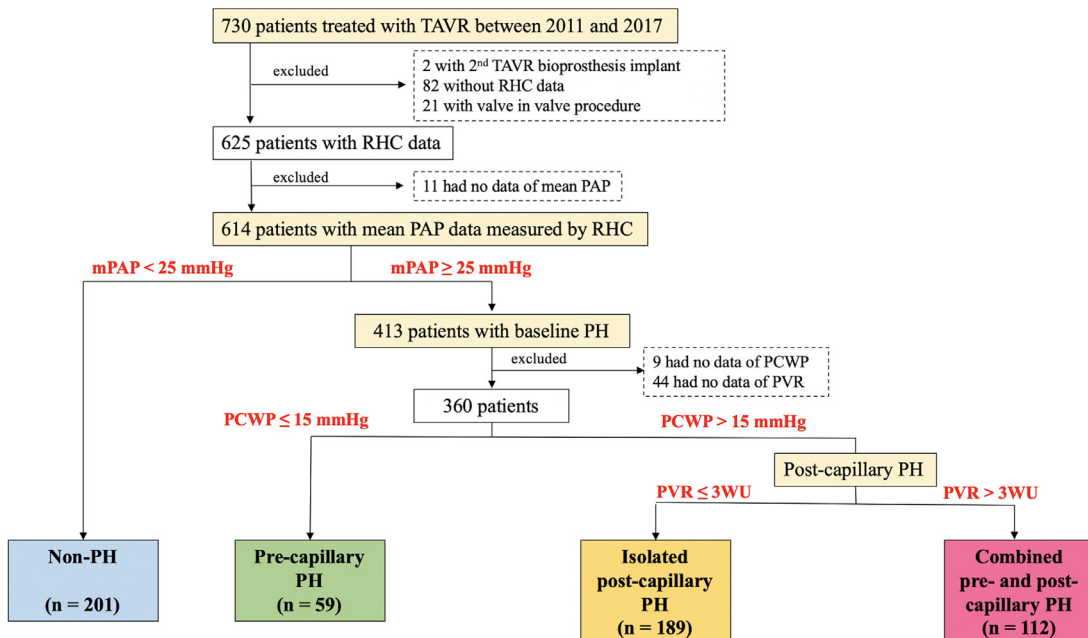 730 patients treated with TAVR between 2011 and 2017
excluded
2 with 2nd TAVR bioprosthesis implant
82 without RHC data
21 with valve in valve procedure
625 patients with RHC data
excluded
11 had no data of mean PAP
614 patients with mean PAP data measured by RHC
mPAP < 25 mmHg
mPAP ≥ 25 mmHg
413 patients with baseline PH
excluded
9 had no data of PCWP
44 had no data of PVR
360 patients
PCWP ≤ 15 mmHg
PCWP > 15 mmHg
Post-capillary PH
PVR ≤ 3WU
PVR > 3WU
Non-PH
(n = 201)
Pre-capillary
PH
(n = 59)
Isolated
post-capillary
PH
(n = 189)
Combined
pre- and post-
capillary PH
(n = 112)